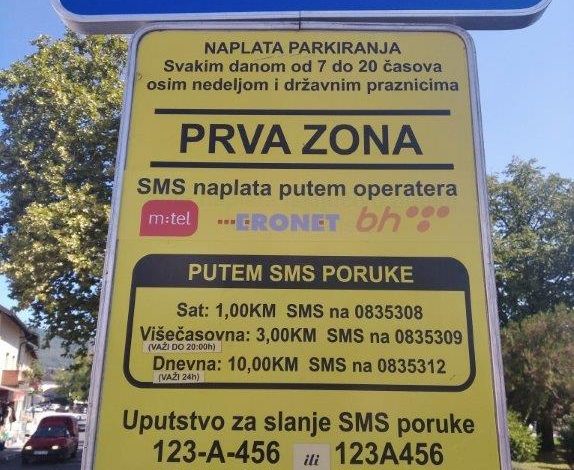 NAPLATA PARKIRANJA
Svakim danom od 7 do 20 časova
osim nedeljom i državnim praznicima
PRVA ZONA
SMS naplata putem operatera
m:tel ERONET bh
PUTEM SMS PORUKE
Sat: 1,00KM SMS na 0835308
Višečasovna: 3,00KM SMS na 0835309
(VAŽI DO 20:00h)
Dnevna: 10,00KM SMS na 0835312
(VAŽI 24h)
Uputstvo za slanje SMS poruke
123-A-456 ili 123A456